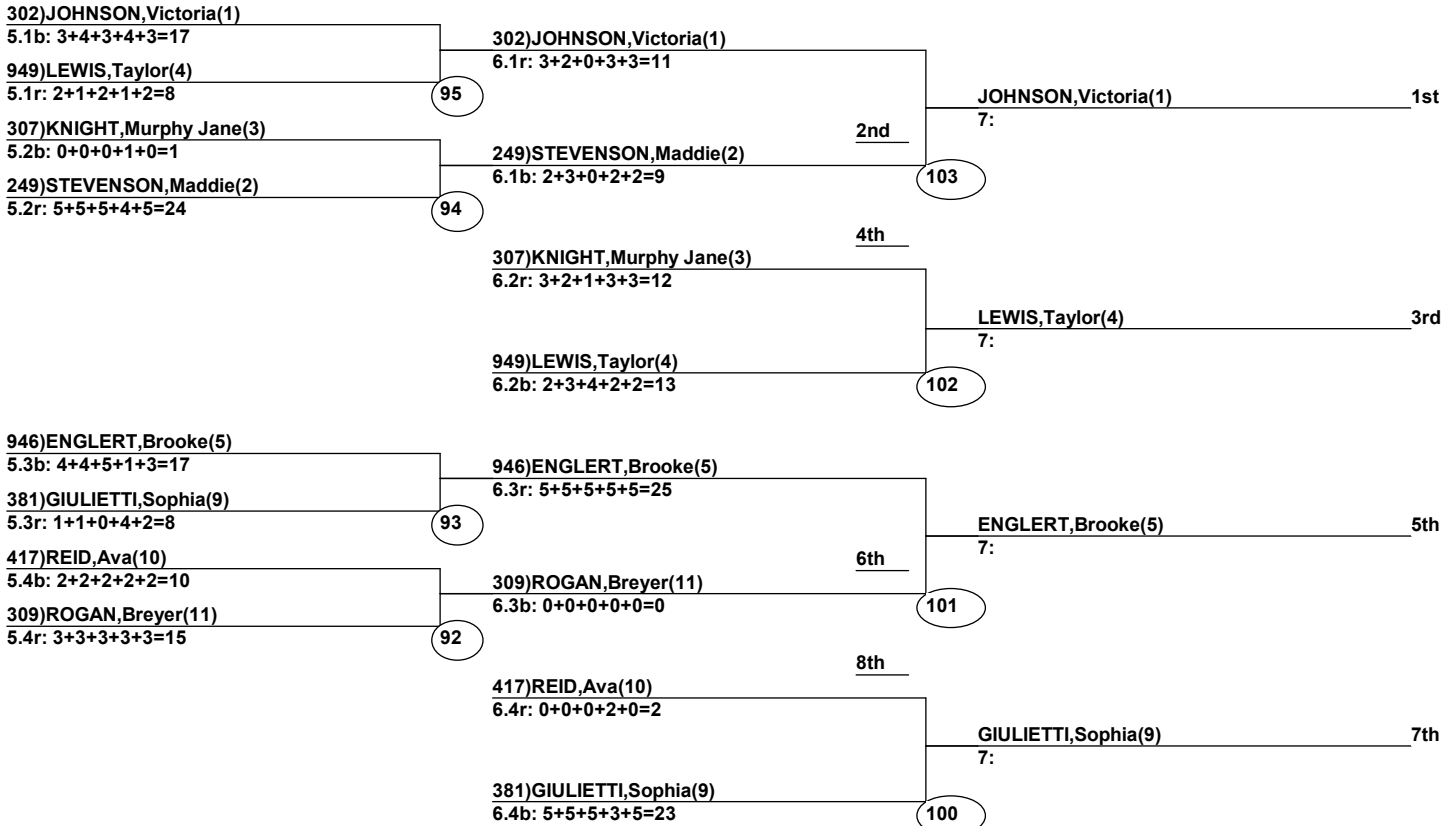 302)JOHNSON,Victoria(1)
5.1b: 3+4+3+4+3=17
949)LEWIS,Taylor(4)
5.1r: 2+1+2+1+2=8
95
307)KNIGHT,Murphy Jane(3)
5.2b: 0+0+0+1+0=1
249)STEVENSON,Maddie(2)
5.2r: 5+5+5+4+5=24
94
302)JOHNSON,Victoria(1)
6.1r: 3+2+0+3+3=11
2nd
249)STEVENSON,Maddie(2)
6.1b: 2+3+0+2+2=9
103
JOHNSON,Victoria(1) 1st
7:
4th
307)KNIGHT,Murphy Jane(3)
6.2r: 3+2+1+3+3=12
949)LEWIS,Taylor(4)
6.2b: 2+3+4+2+2=13
102
LEWIS,Taylor(4) 3rd
7:
946)ENGLERT,Brooke(5)
5.3b: 4+4+5+1+3=17
381)GIULIETTI,Sophia(9)
5.3r: 1+1+0+4+2=8
93
417)REID,Ava(10)
5.4b: 2+2+2+2+2=10
309)ROGAN,Breyer(11)
5.4r: 3+3+3+3+3=15
92
946)ENGLERT,Brooke(5)
6.3r: 5+5+5+5+5=25
6th
309)ROGAN,Breyer(11)
6.3b: 0+0+0+0+0=0
101
ENGLERT,Brooke(5) 5th
7:
8th
417)REID,Ava(10)
6.4r: 0+0+0+2+0=2
381)GIULIETTI,Sophia(9)
6.4b: 5+5+5+3+5=23
100
GIULIETTI,Sophia(9) 7th
7: